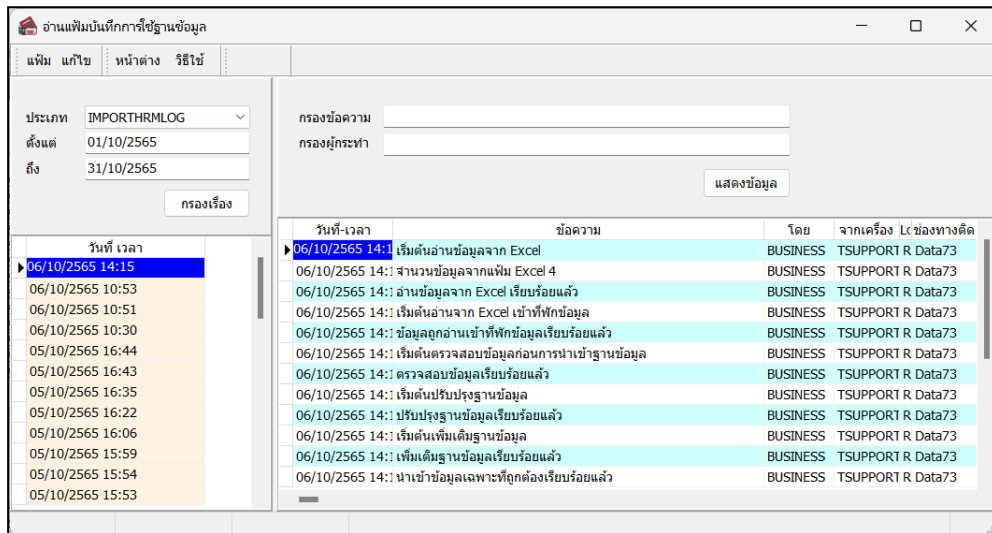 อ่านแฟ้มบันทึกการใช้ฐานข้อมูล
แฟ้ม แก้ไข หน้าต่าง วิธีใช้
ประเภท IMPORTHRMLOG
ตั้งแต่ 01/10/2565
ถึง 31/10/2565
กรองเรื่อง
กรองข้อความ
กรองผู้กระทำ
แสดงข้อมูล
วันที่ เวลา
06/10/2565 14:15
06/10/2565 10:53
06/10/2565 10:51
06/10/2565 10:30
05/10/2565 16:44
05/10/2565 16:43
05/10/2565 16:35
05/10/2565 16:22
05/10/2565 16:06
05/10/2565 15:59
05/10/2565 15:54
05/10/2565 15:53
วันที่-เวลา ข้อความ โดย จากเครื่อง Lc ช่องทางติด
06/10/2565 14:1 เริ่มต้นอ่านข้อมูลจาก Excel BUSINESS TSUPPORT R Data73
06/10/2565 14:1 จำนวนข้อมูลจากแฟ้ม Excel 4 BUSINESS TSUPPORT R Data73
06/10/2565 14:1 อ่านข้อมูลจาก Excel เรียบร้อยแล้ว BUSINESS TSUPPORT R Data73
06/10/2565 14:1 เริ่มต้นอ่านจาก Excel เข้าที่พักข้อมูล BUSINESS TSUPPORT R Data73
06/10/2565 14:1 ข้อมูลถูกอ่านเข้าที่พักข้อมูลเรียบร้อยแล้ว BUSINESS TSUPPORT R Data73
06/10/2565 14:1 เริ่มต้นตรวจสอบข้อมูลก่อนการนำเข้าฐานข้อมูล BUSINESS TSUPPORT R Data73
06/10/2565 14:1 ตรวจสอบข้อมูลเรียบร้อยแล้ว BUSINESS TSUPPORT R Data73
06/10/2565 14:1 เริ่มต้นปรับปรุงฐานข้อมูล BUSINESS TSUPPORT R Data73
06/10/2565 14:1 ปรับปรุงฐานข้อมูลเรียบร้อยแล้ว BUSINESS TSUPPORT R Data73
06/10/2565 14:1 เริ่มต้นเพิ่มเติมฐานข้อมูล BUSINESS TSUPPORT R Data73
06/10/2565 14:1 เพิ่มเติมฐานข้อมูลเรียบร้อยแล้ว BUSINESS TSUPPORT R Data73
06/10/2565 14:1 นำเข้าข้อมูลเฉพาะที่ถูกต้องเรียบร้อยแล้ว BUSINESS TSUPPORT R Data73